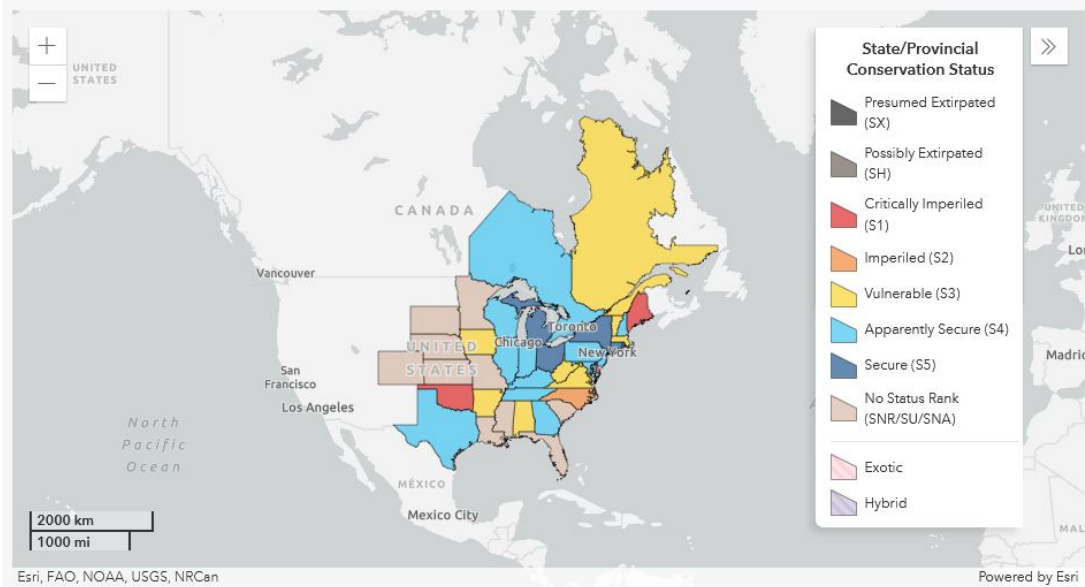 +
−
UNITED
STATES
CANADA
Vancouver
Toronto
Chicago
New York
UNITED
STATES
San
Francisco
Los Angeles
North
Pacific
Ocean
MÉXICO
Mexico City
2000 km
1000 mi
State/Provincial
Conservation Status
Presumed Extirpated
(SX)
Possibly Extirpated
(SH)
Critically Imperiled
(S1)
Imperiled (S2)
Vulnerable (S3)
Apparently Secure (S4)
Secure (S5)
No Status Rank
(SNR/SU/SNA)
Exotic
Hybrid
UNITED
Madrid
Esri, FAO, NOAA, USGS, NRCan
Powered by Esri